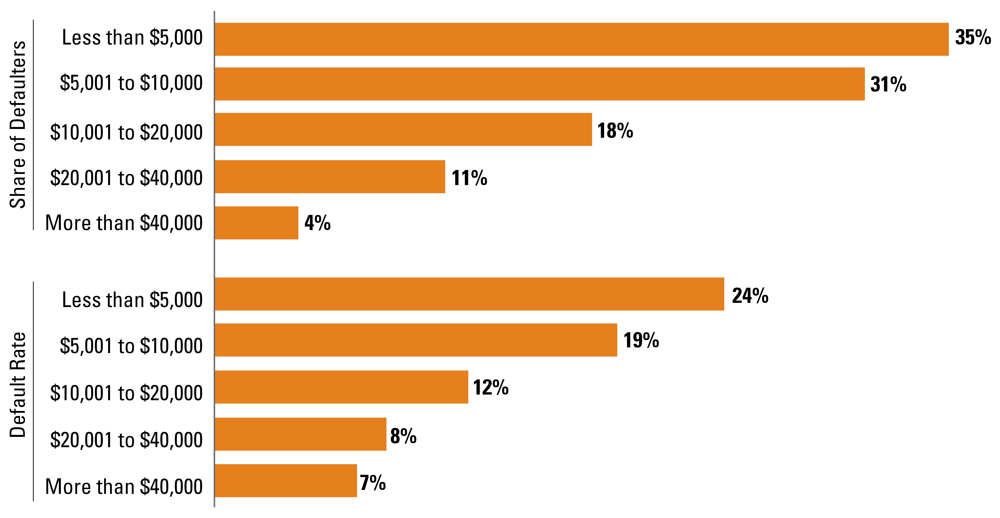 Share of Defaulters
Less than $5,000 35%
$5,001 to $10,000 31%
$10,001 to $20,000 18%
$20,001 to $40,000 11%
More than $40,000 4%
Default Rate
Less than $5,000 24%
$5,001 to $10,000 19%
$10,001 to $20,000 12%
$20,001 to $40,000 8%
More than $40,000 7%